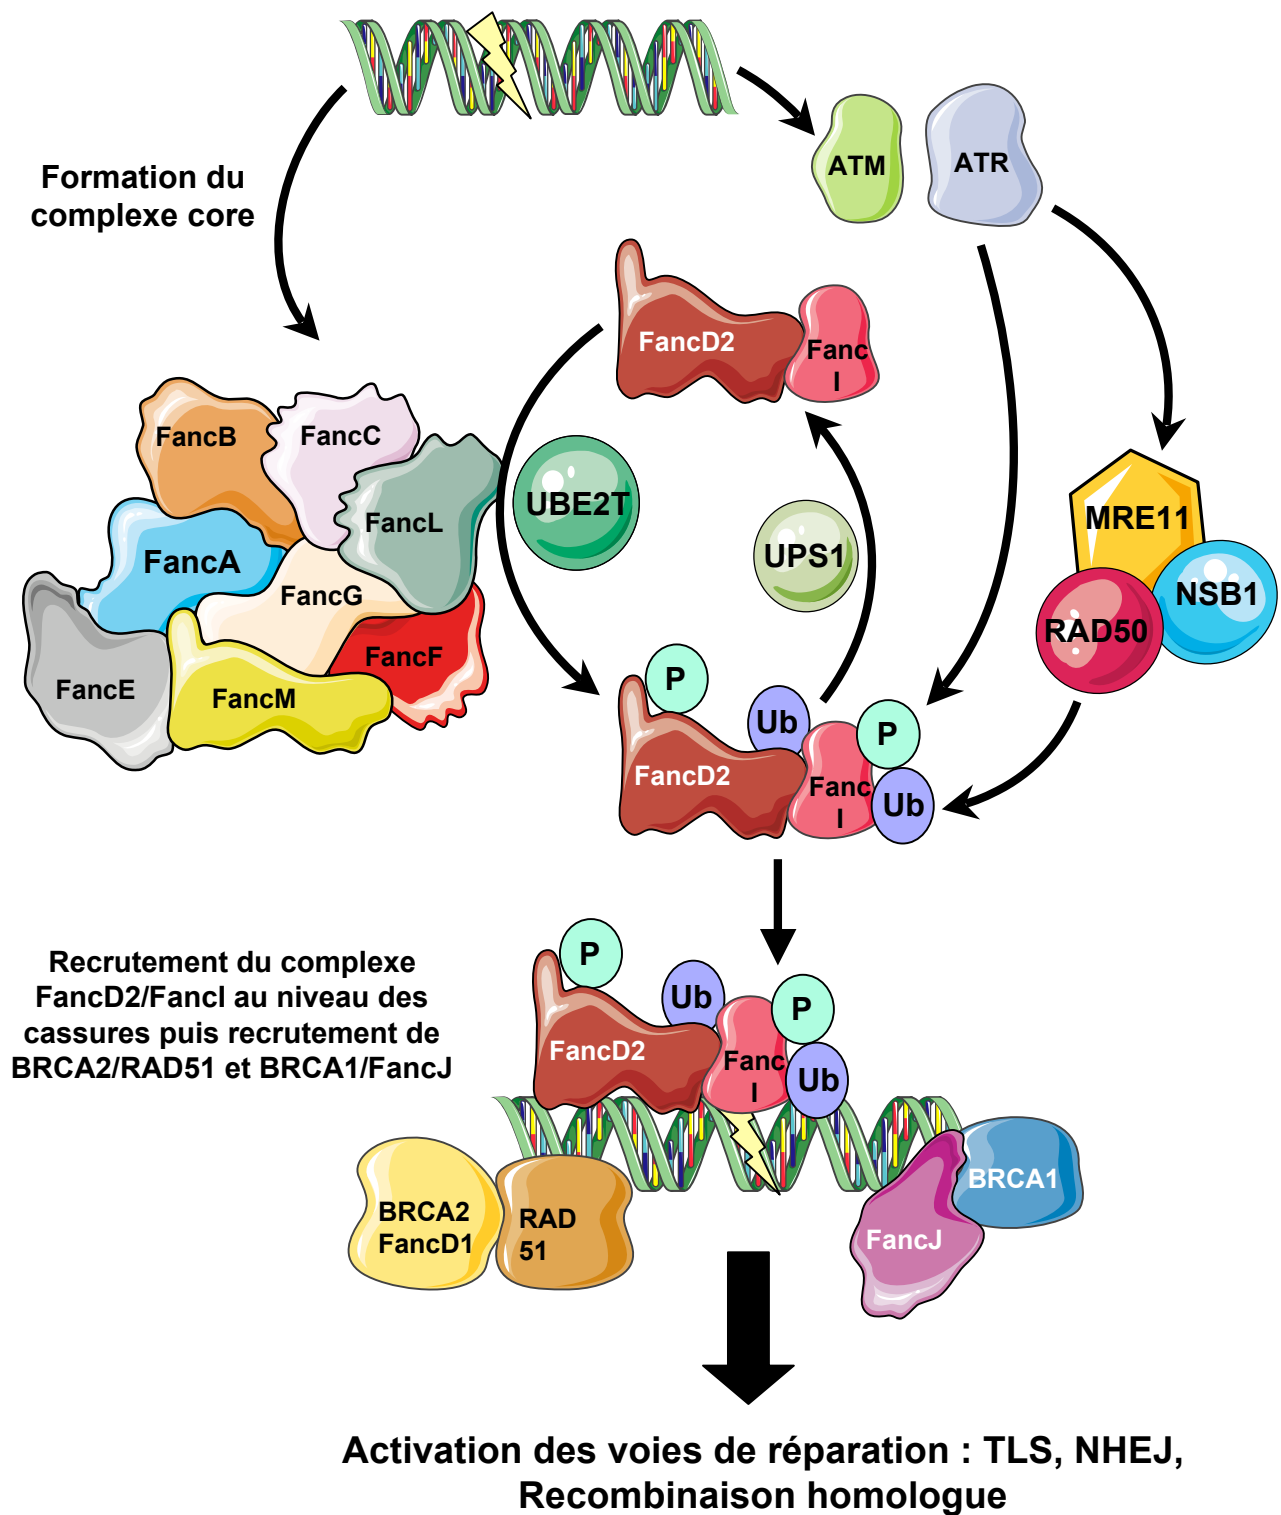 ATM
ATR
Formation du
complexe core
FancD2
Fanc
I
FancB
FancC
FancL
UBE2T
UPS1
MRE11
NSB1
RAD50
FancA
FancG
FancF
FancE
FancM
P
Ub
P
FancD2
Fanc
I
Ub
Recrutement du complexe
FancD2/FancI au niveau des
cassures puis recrutement de
BRCA2/RAD51 et BRCA1/FancJ
P
Ub
P
FancD2
Fanc
I
Ub
BRCA2
FancD1
RAD
51
BRCA1
FancJ
Activation des voies de réparation : TLS, NHEJ,
Recombinaison homologue